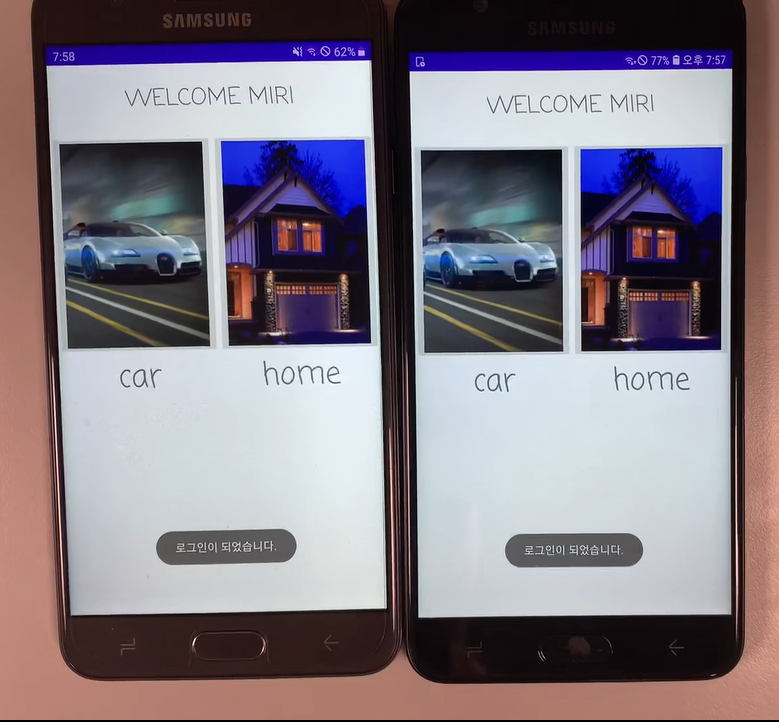 SAMSUNG
7:58
62%
WELCOME MIRI
car
home
로그인이 되었습니다.
SAMSUNG
77%
오후 7:57
WELCOME MIRI
car
home
로그인이 되었습니다.